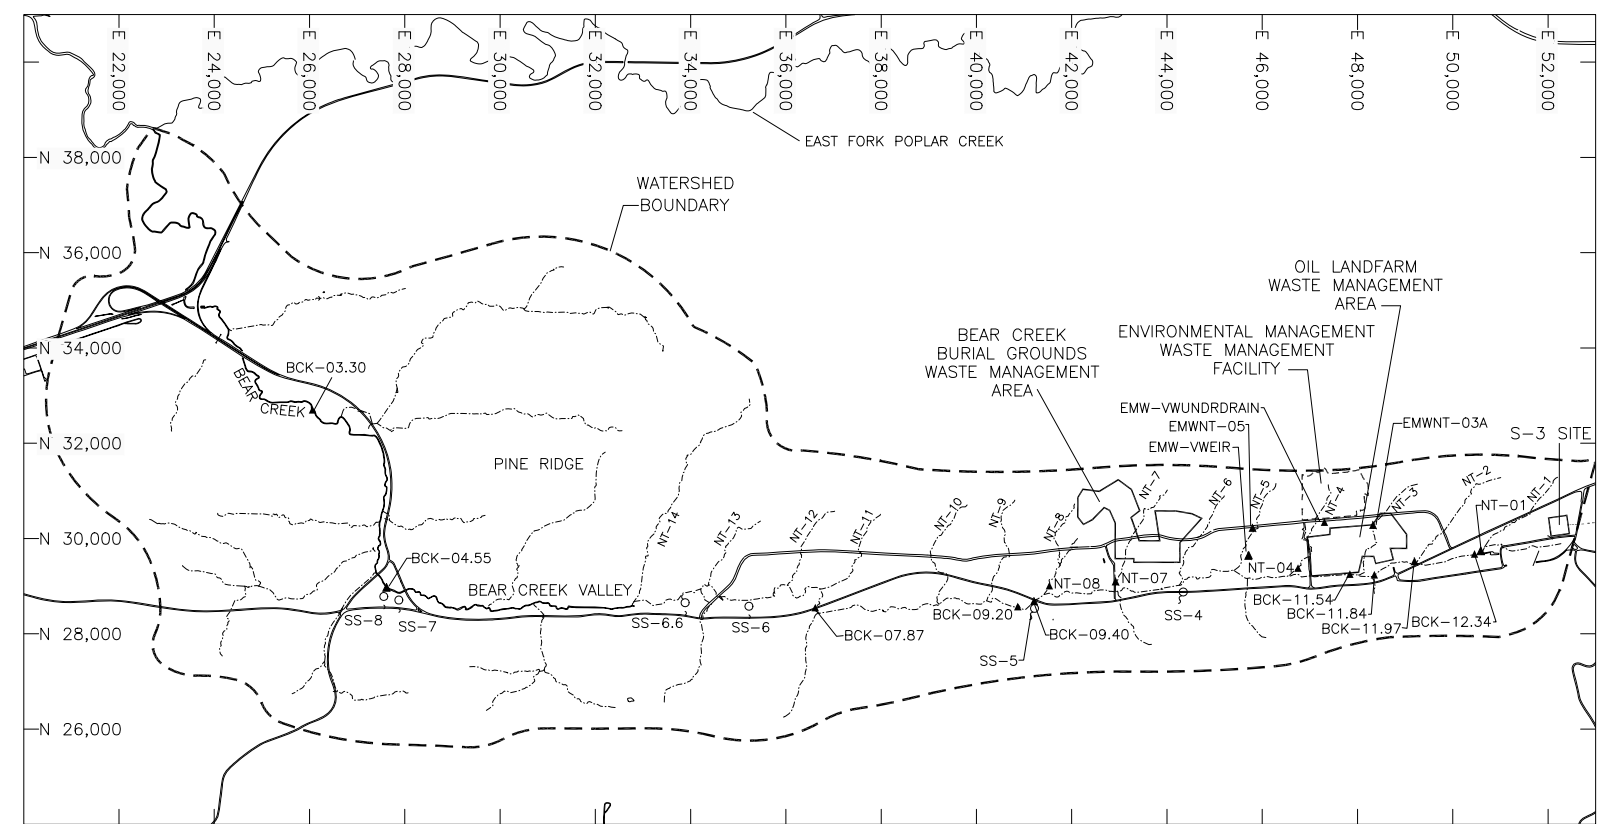 E 22,000
E 24,000
E 26,000
E 28,000
E 30,000
E 32,000
E 34,000
E 36,000
E 38,000
E 40,000
E 42,000
E 44,000
E 46,000
E 48,000
E 50,000
E 52,000
EAST FORK POPLAR CREEK
N 38,000
WATERSHED
BOUNDARY
N 36,000
OIL LANDFARM
WASTE MANAGEMENT
AREA
ENVIRONMENTAL MANAGEMENT
WASTE MANAGEMENT
FACILITY
BEAR CREEK
BURIAL GROUNDS
WASTE MANAGEMENT
AREA
N 34,000
BCK-03.30
BEAR
CREEK
EMW-VWUNDRDRAIN
EMWNT-05
EMW-VWEIR
EMWNT-03A
S-3 SITE
N 32,000
PINE RIDGE
NT-14
NT-13
NT-12
NT-11
NT-10
NT-9
NT-8
NT-7
NT-6
NT-5
NT-4
NT-3
NT-2
NT-1
NT-01
N 30,000
BCK-04.55
BEAR CREEK VALLEY
NT-08
NT-07
NT-04
N 28,000
SS-8
SS-7
SS-6.6
SS-6
BCK-07.87
BCK-09.20
BCK-09.40
SS-5
SS-4
BCK-11.54
BCK-11.84
BCK-11.97
BCK-12.34
N 26,000